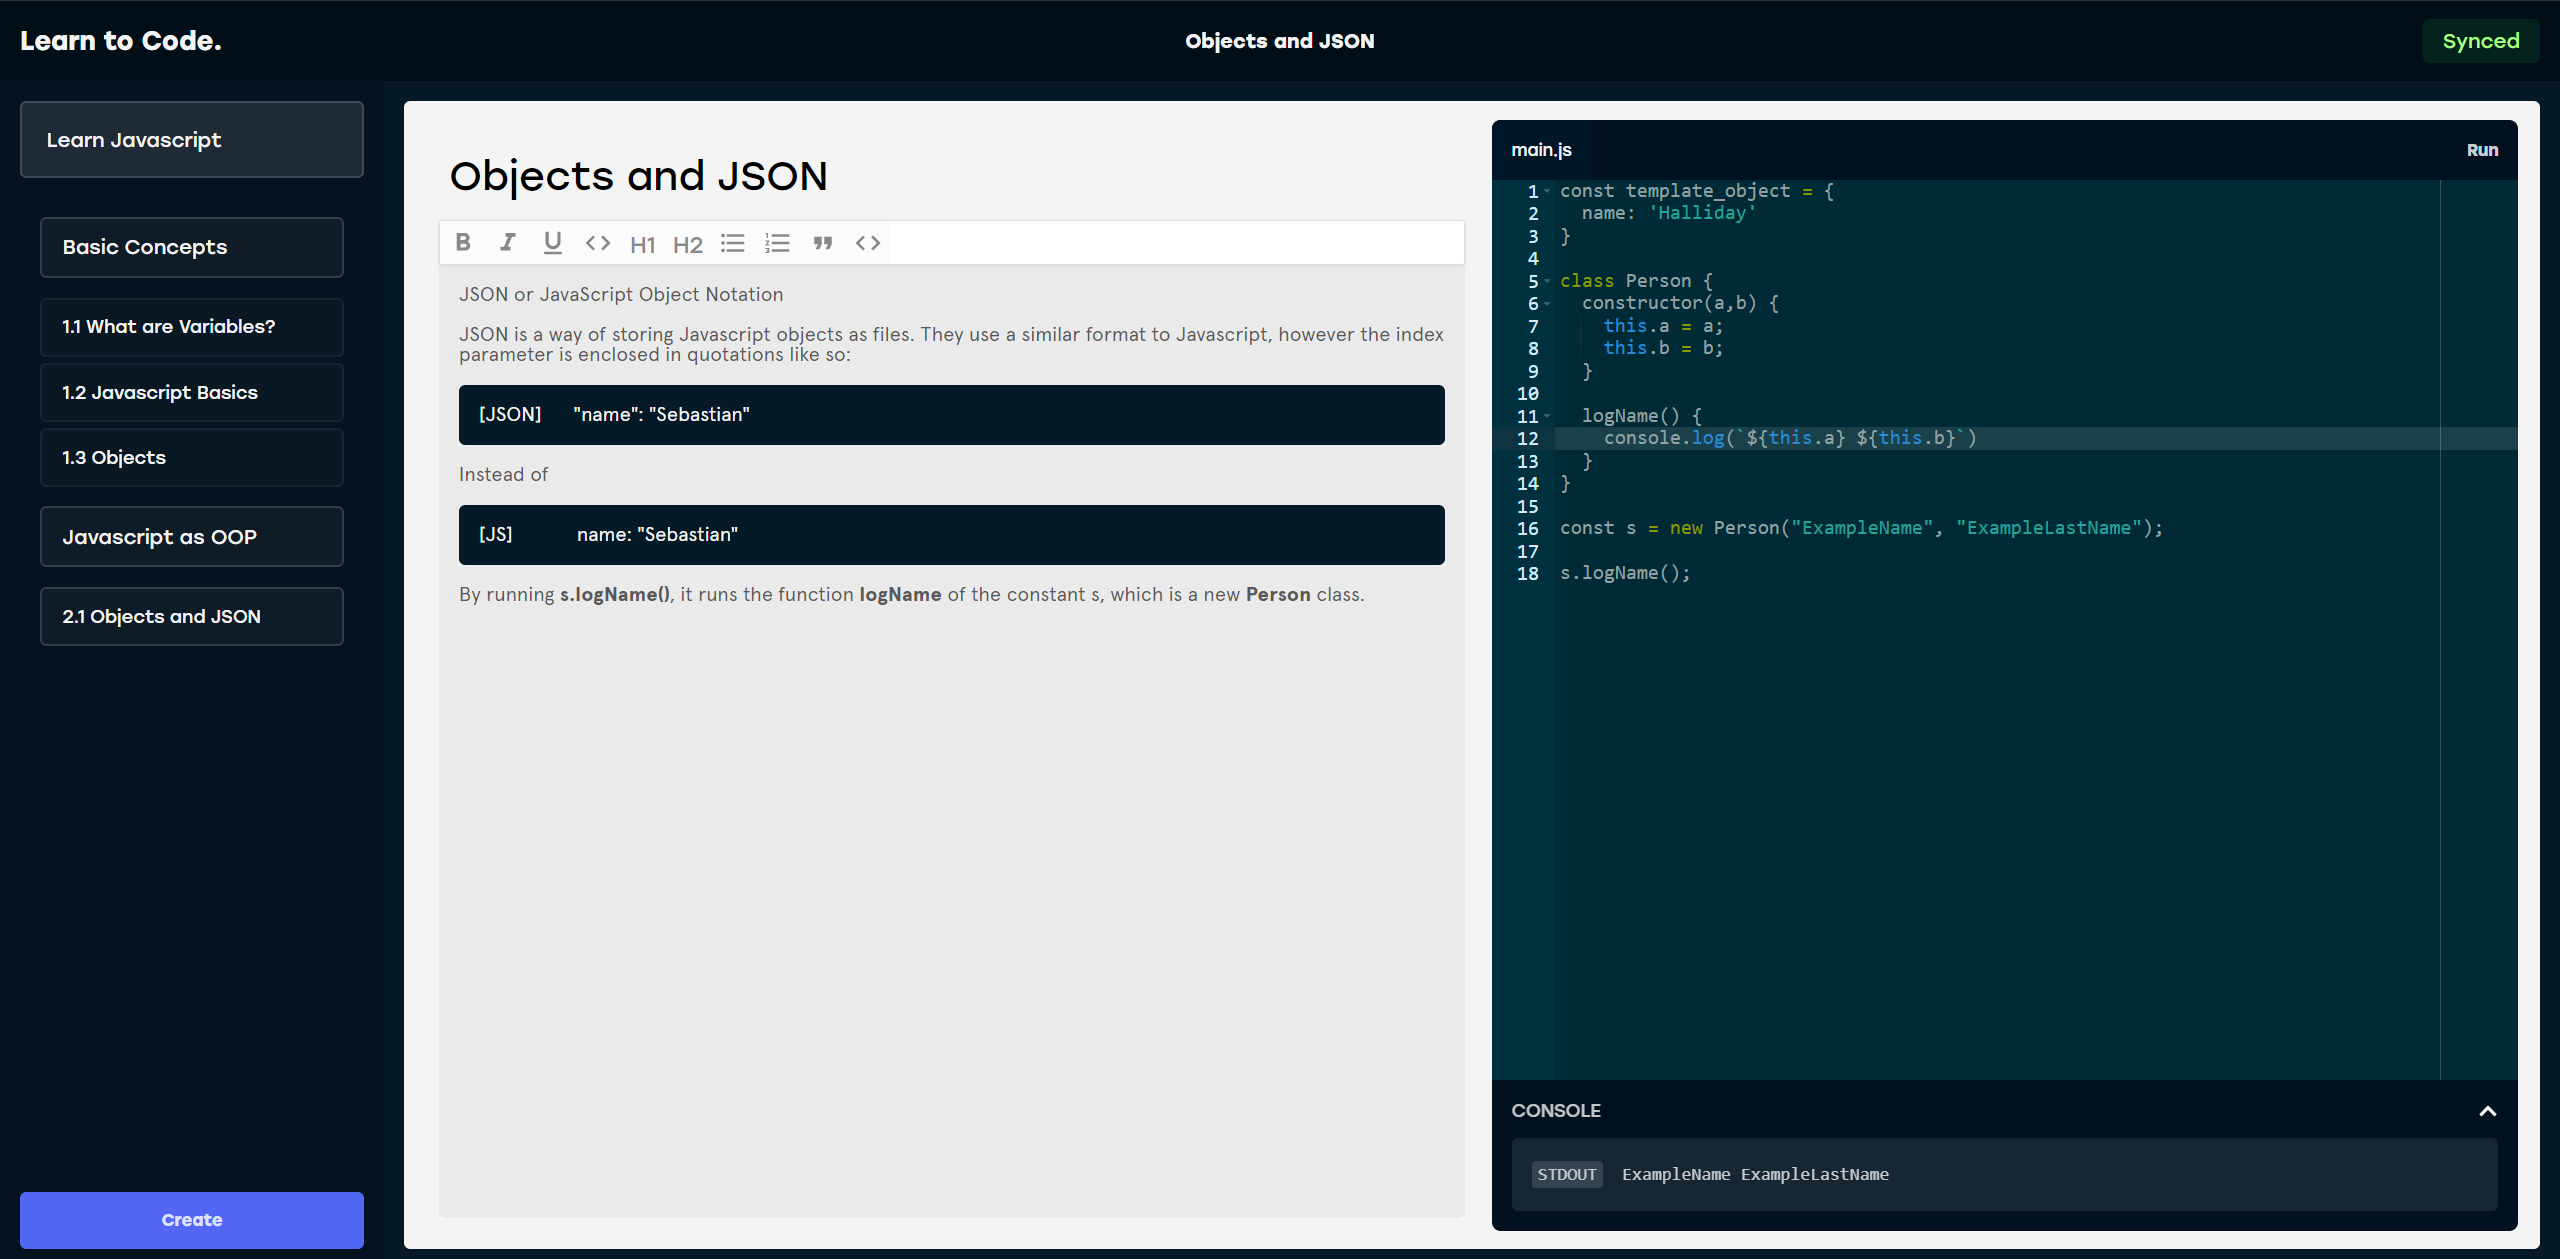 Learn to Code.
Objects and JSON
Synced
Learn Javascript
Basic Concepts
1.1 What are Variables?
1.2 Javascript Basics
1.3 Objects
Javascript as OOP
2.1 Objects and JSON
Create
Objects and JSON
B I U <> H1 H2 <>
JSON or JavaScript Object Notation
JSON is a way of storing Javascript objects as files. They use a similar format to Javascript, however the index
parameter is enclosed in quotations like so:
[JSON] "name": "Sebastian"
Instead of
[JS] name: "Sebastian"
By running s.logName(), it runs the function logName of the constant s, which is a new Person class.
main.js
Run
1 const template_object = {
2 name: 'Halliday'
3 }
4
5 class Person {
6 constructor(a,b) {
7 this.a = a;
8 this.b = b;
9 }
10
11 logName() {
12 console.log(`${this.a} ${this.b}`)
13 }
14 }
15
16 const s = new Person("ExampleName", "ExampleLastName");
17
18 s.logName();
CONSOLE
STDOUT ExampleName ExampleLastName